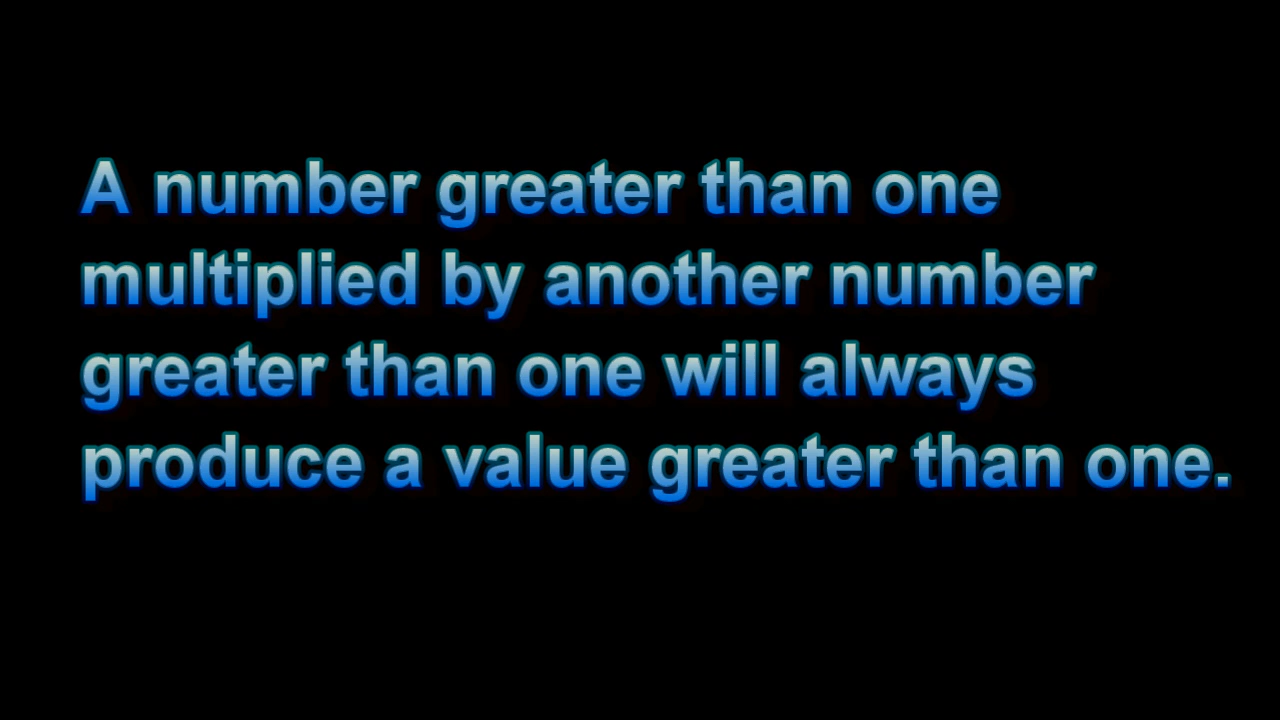 A number greater than one
multiplied by another number
greater than one will always
produce a value greater than one.